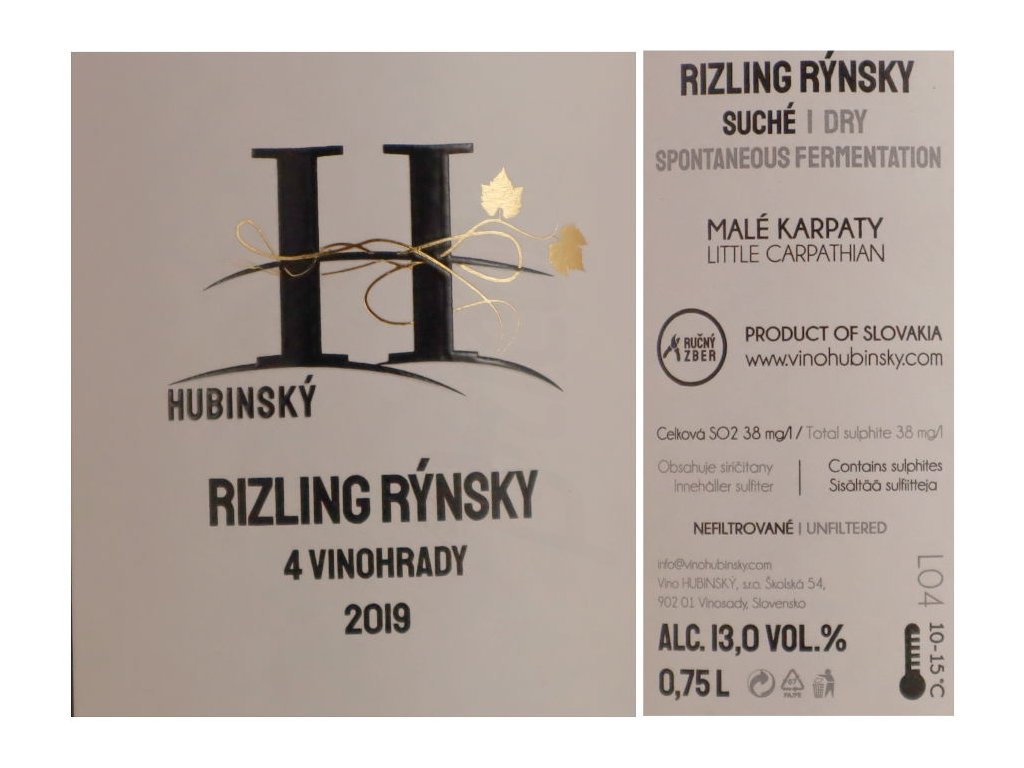 H
HUBINSKÝ
RIZLING RÝNSKY
4 VINOHRADY
2019
RIZLING RÝNSKY
SUCHÉ | DRY
SPONTANEOUS FERMENTATION
MALÉ KARPATY
LITTLE CARPATHIAN
RUČNÝ
ZBER
PRODUCT OF SLOVAKIA
www.vinohubinsky.com
Celková SO2 38 mg/l / Total sulphite 38 mg/l
Obsahuje siričitany | Contains sulphites
Innehåller sulfiter | Sisältää sulfiitteja
NEFILTROVANÉ | UNFILTERED
info@vinohubinsky.com
Vino HUBINSKÝ, s.r.o. Školská 54,
902 01 Vinosady, Slovensko
L04
ALC. 13,0 VOL.%
0,75 L
10-15 °C